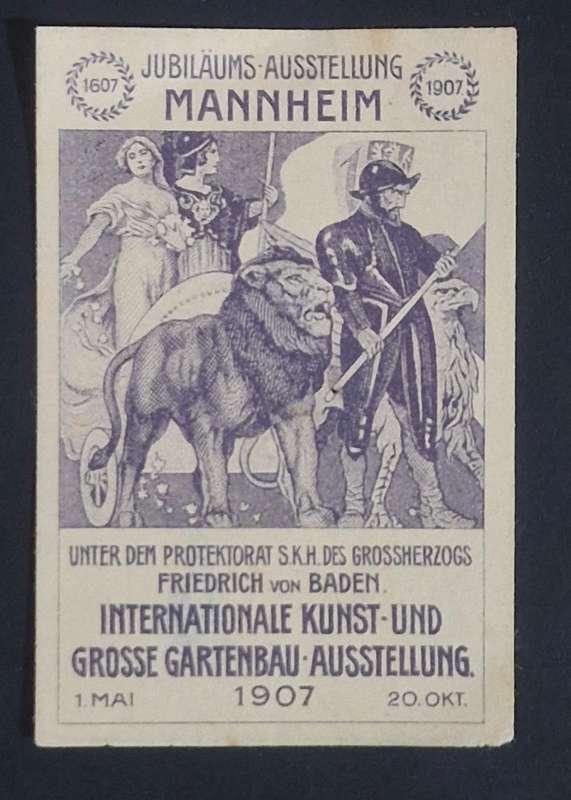 1607
JUBILÄUMS-AUSSTELLUNG
1907
MANNHEIM
UNTER DEM PROTEKTORAT S.K.H. DES GROSSHERZOGS
FRIEDRICH VON BADEN.
INTERNATIONALE KUNST-UND
GROSSE GARTENBAU-AUSSTELLUNG.
1. MAI 1907 20. OKT.